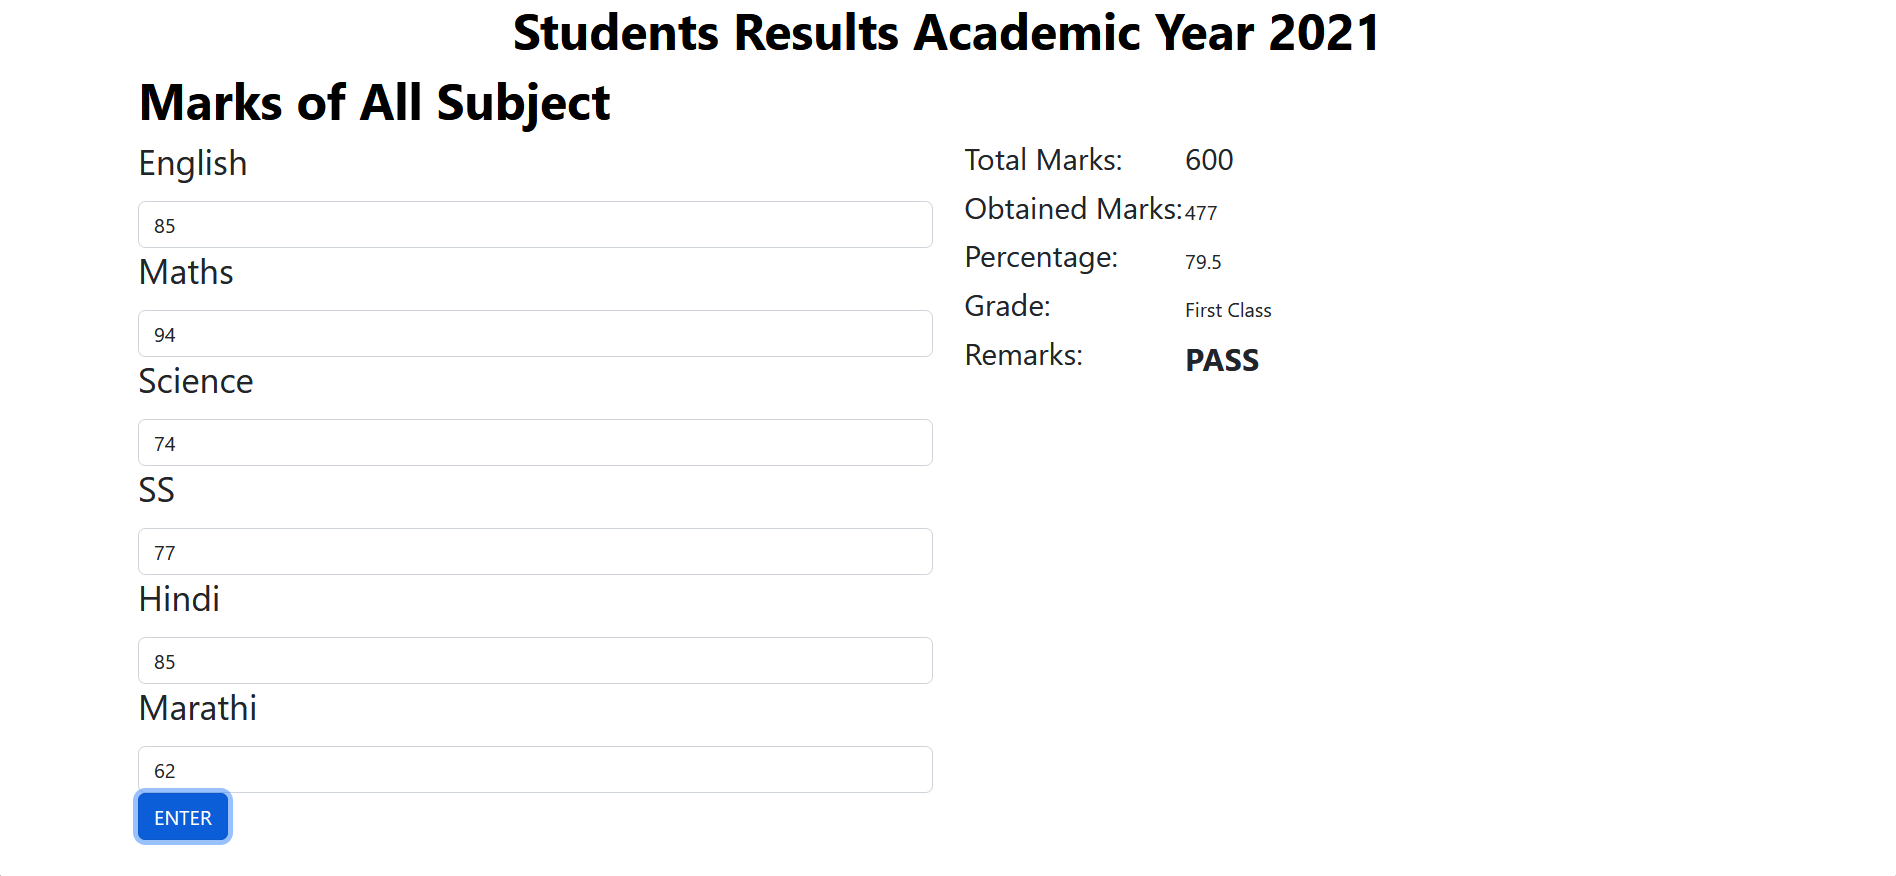 Students Results Academic Year 2021
Marks of All Subject
English
85
Maths
94
Science
74
SS
77
Hindi
85
Marathi
62
ENTER
Total Marks: 600
Obtained Marks: 477
Percentage: 79.5
Grade: First Class
Remarks: PASS